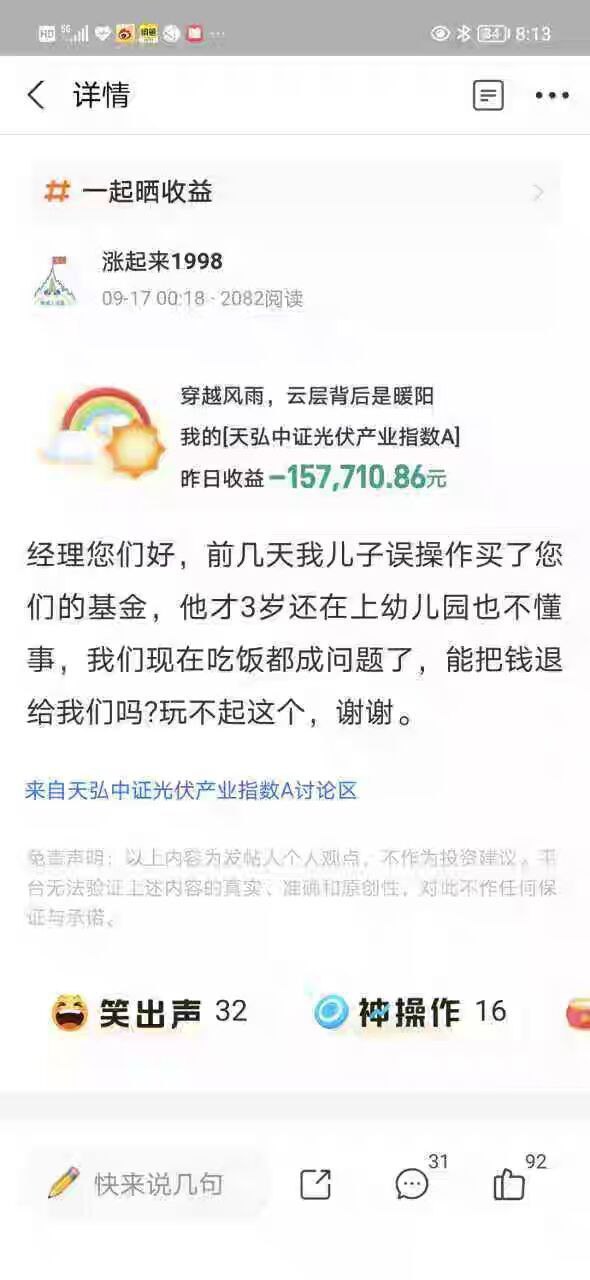 HD 5G 84 8:13
详情
# 一起晒收益
涨起来1998
09-17 00:18 · 2082阅读
穿越风雨，云层背后是暖阳
我的[天弘中证光伏产业指数A]
昨日收益-157,710.86元
经理您们好，前几天我儿子误操作买了您
们的基金，他才3岁还在上幼儿园也不懂
事，我们现在吃饭都成问题了，能把钱退
给我们吗?玩不起这个，谢谢。
来自天弘中证光伏产业指数A讨论区
免责声明：以上内容为发帖人个人观点，不作为投资建议。平
台无法验证上述内容的真实、准确和原创性，对此不作任何保
证与承诺。
笑出声 32 神操作 16
快来说几句 31 92